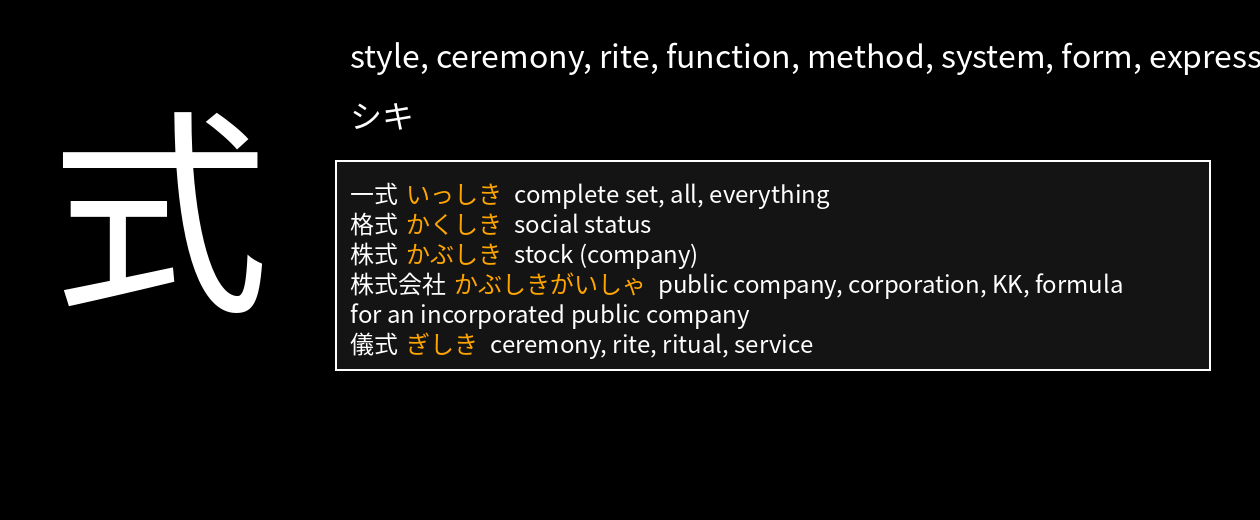 式
style, ceremony, rite, function, method, system, form, express
シキ
一式 いっしき complete set, all, everything
格式 かくしき social status
株式 かぶしき stock (company)
株式会社 かぶしきがいしゃ public company, corporation, KK, formula
for an incorporated public company
儀式 ぎしき ceremony, rite, ritual, service